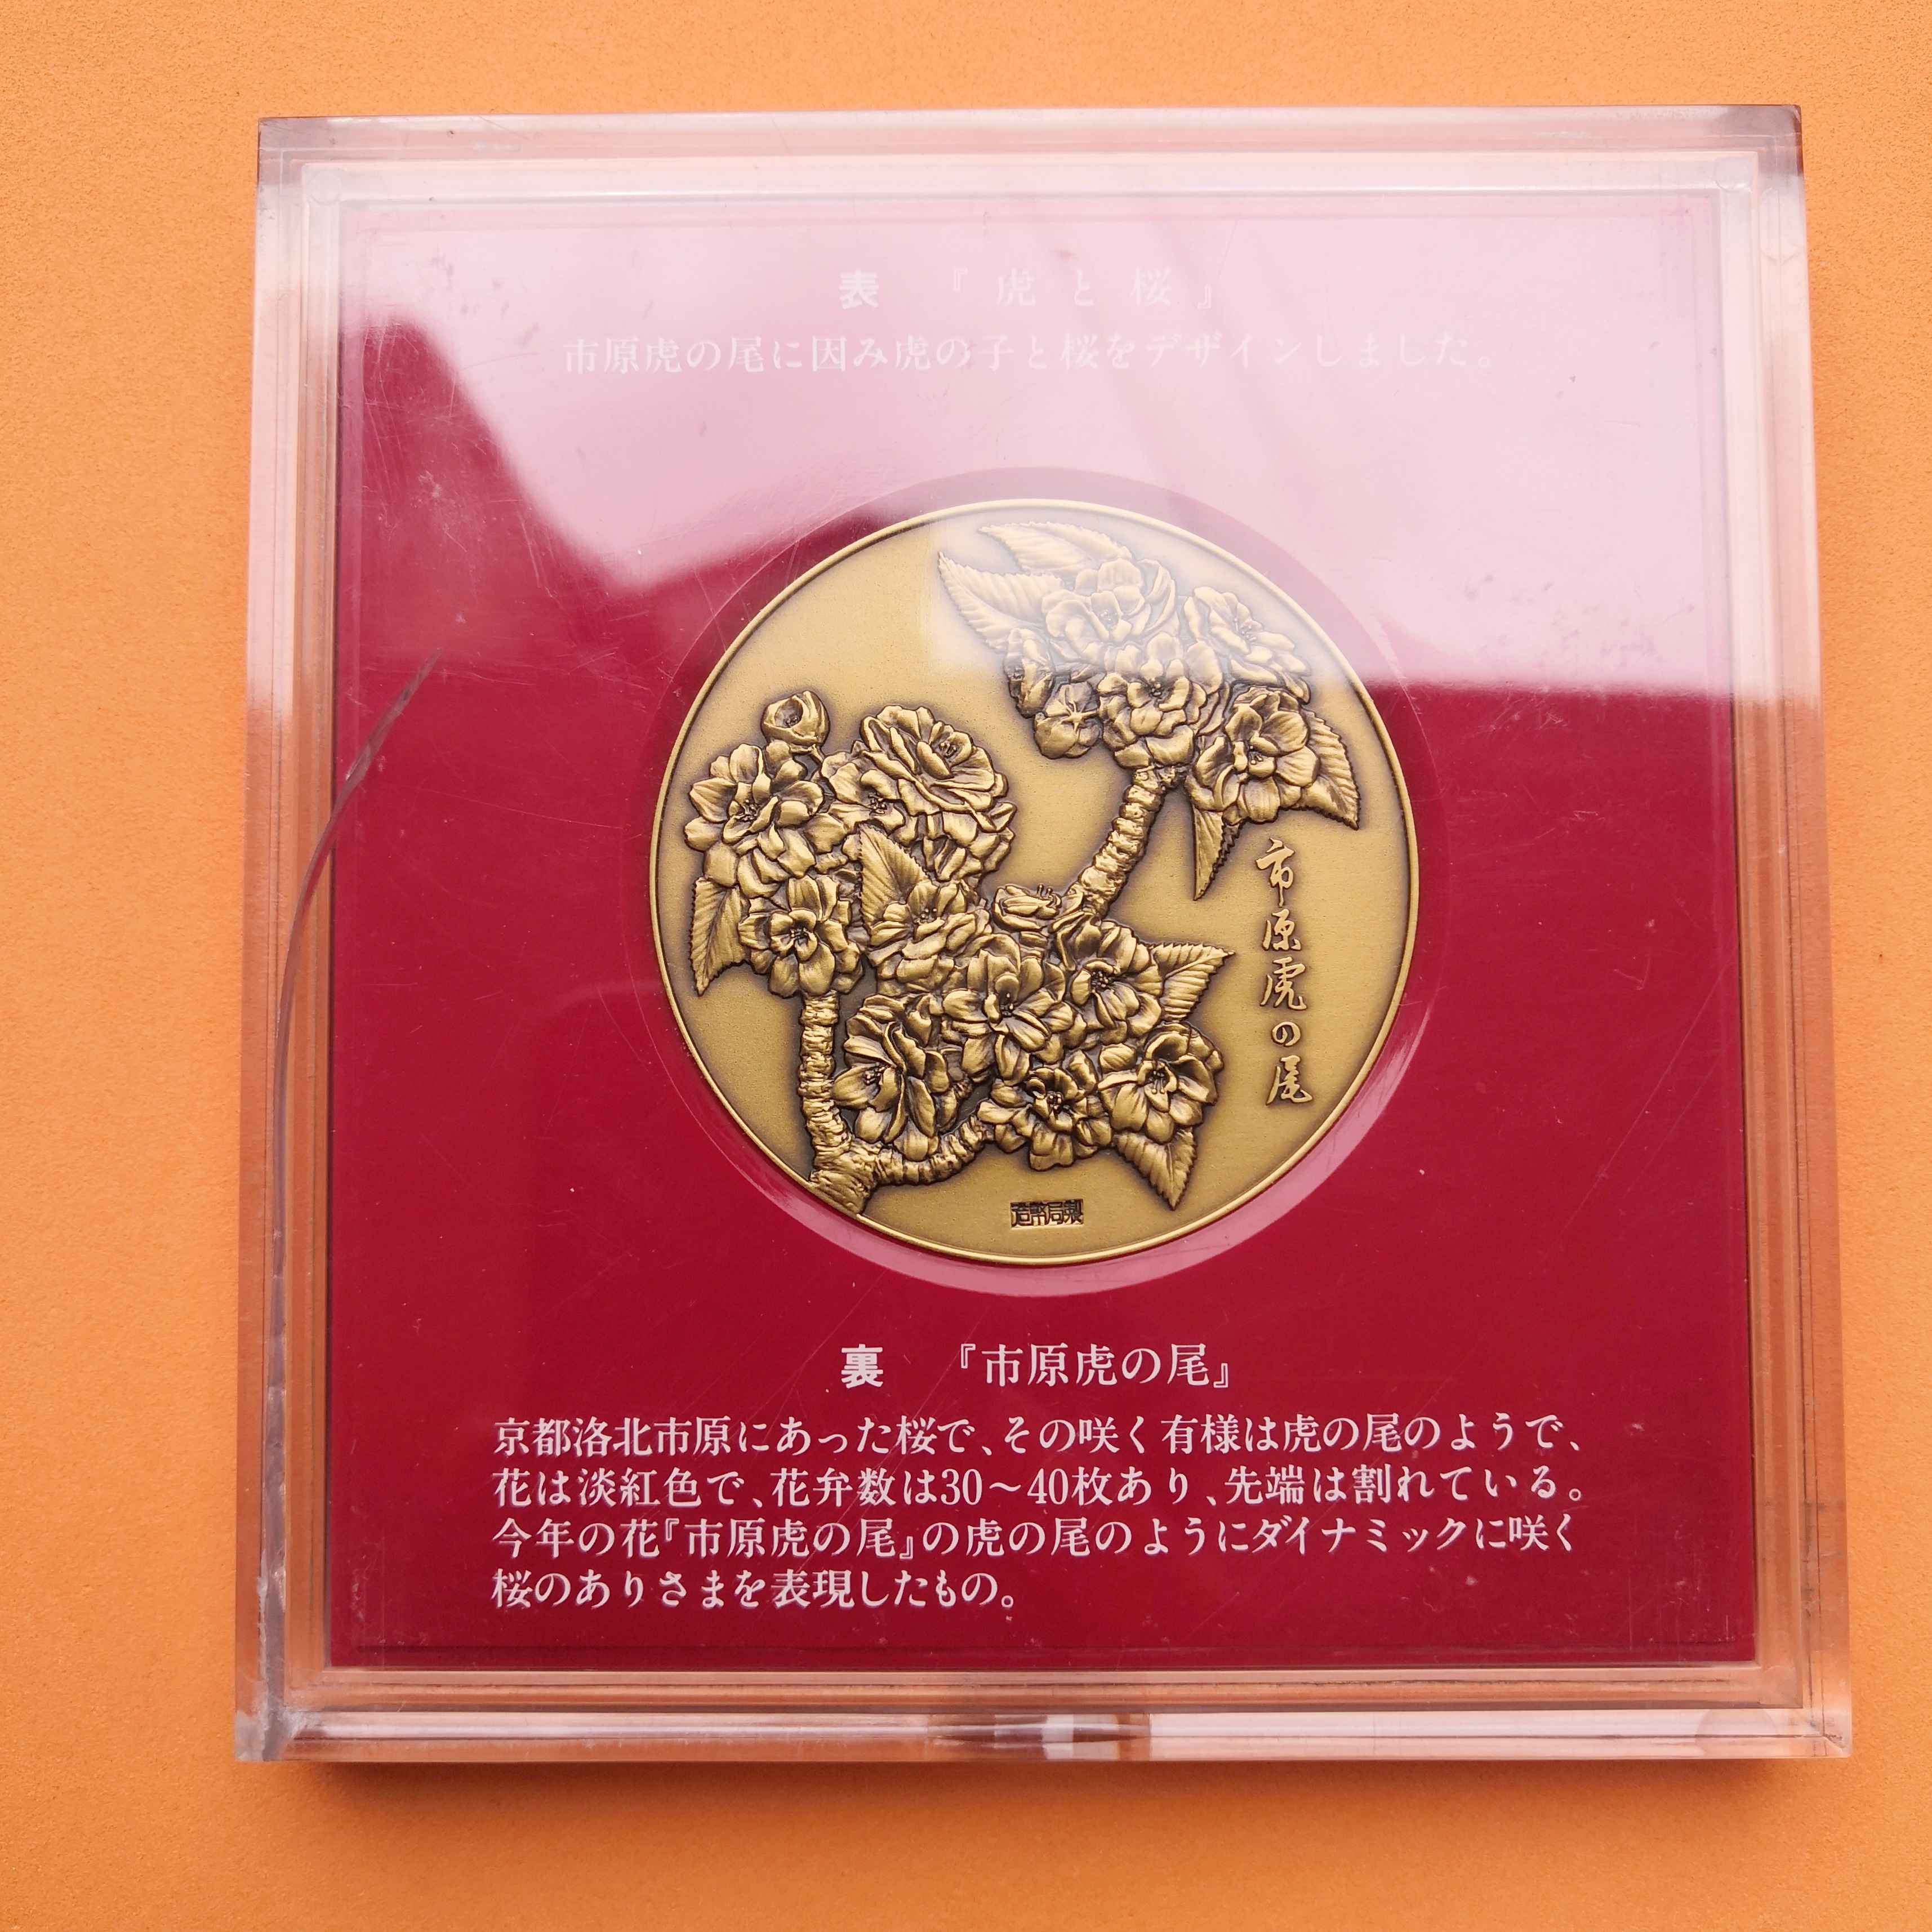 表 『虎と桜』
市原虎の尾に因み虎の子と桜をデザインしました。
市原虎の尾
造幣局製
裏 『市原虎の尾』
京都洛北市原にあった桜で、その咲く有様は虎の尾のようで、
花は淡紅色で、花弁数は30～40枚あり、先端は割れている。
今年の花『市原虎の尾』の虎の尾のようにダイナミックに咲く
桜のありさまを表現したもの。